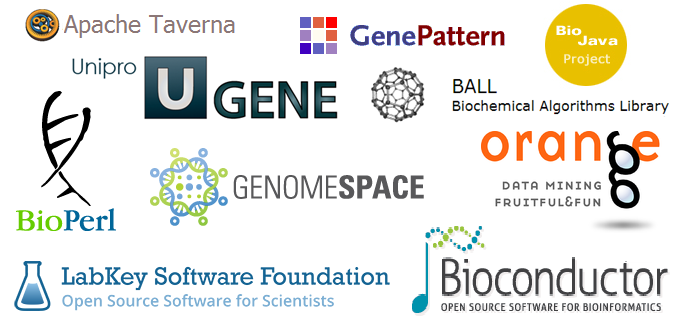 Apache Taverna
GenePattern
Bio
Java
Project
Unipro
U
GENE
BALL
Biochemical Algorithms Library
orange
DATA MINING
FRUITFUL&FUN
BioPerl
GENOMESPACE
LabKey Software Foundation
Open Source Software for Scientists
Bioconductor
OPEN SOURCE SOFTWARE FOR BIOINFORMATICS